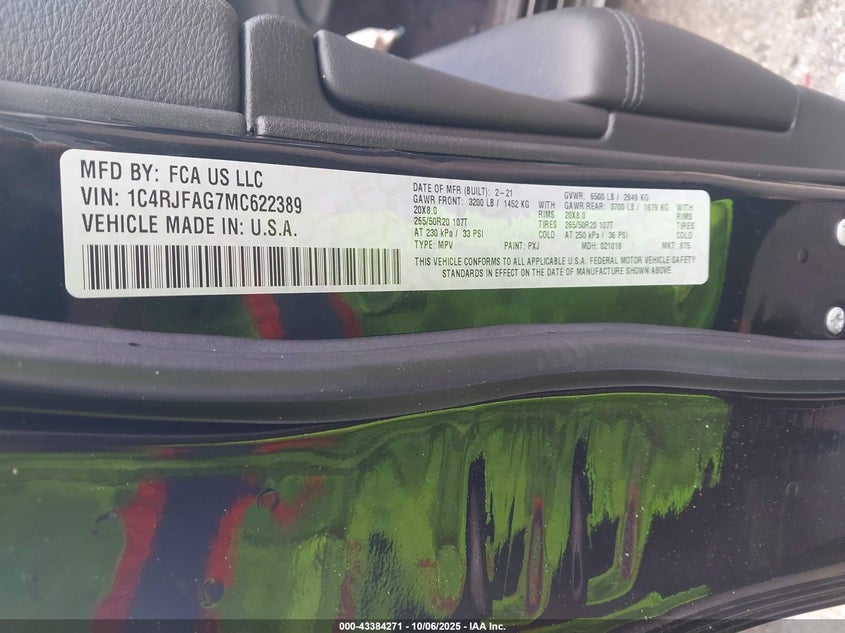 MFD BY: FCA US LLC
VIN: 1C4RJFAG7MC622389
VEHICLE MADE IN: U.S.A.
DATE OF MFR (BUILT): 2-21 GVWR: 6500 LB / 2949 KG
GAWR FRONT: 3200 LB / 1452 KG WITH GAWR REAR: 3700 LB / 1679 KG WITH
20X8.0 RIMS 20X8.0 RIMS
265/50R20 107T TIRES 265/50R20 107T TIRES
AT 230 kPa / 33 PSI COLD AT 250 kPa / 36 PSI COLD
TYPE: MPV PAINT: PXJ MDH: 021018 MKT: 875
THIS VEHICLE CONFORMS TO ALL APPLICABLE U.S.A. FEDERAL MOTOR VEHICLE SAFETY
STANDARDS IN EFFECT ON THE DATE OF MANUFACTURE SHOWN ABOVE.
000-43384271 - 10/06/2025 - IAA Inc.